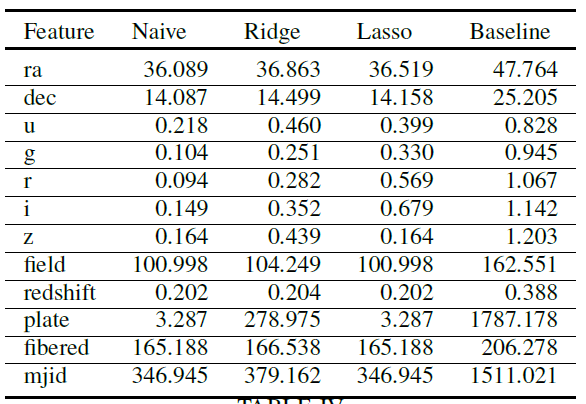 Feature Naive Ridge Lasso Baseline
ra 36.089 36.863 36.519 47.764
dec 14.087 14.499 14.158 25.205
u 0.218 0.460 0.399 0.828
g 0.104 0.251 0.330 0.945
r 0.094 0.282 0.569 1.067
i 0.149 0.352 0.679 1.142
z 0.164 0.439 0.164 1.203
field 100.998 104.249 100.998 162.551
redshift 0.202 0.204 0.202 0.388
plate 3.287 278.975 3.287 1787.178
fibered 165.188 166.538 165.188 206.278
mjid 346.945 379.162 346.945 1511.021
TABLE IV